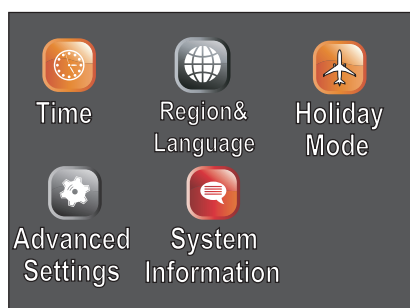 Time
Region&
Language
Holiday
Mode
Advanced
Settings
System
Information